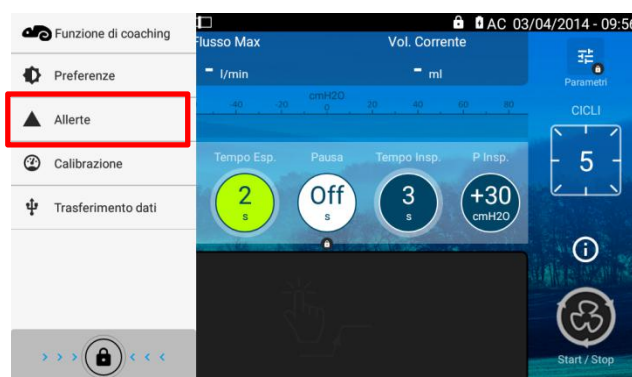 Funzione di coaching
Preferenze
Allerte
Calibrazione
Trasferimento dati
AC 03/04/2014 - 09:56
Flusso Max
- l/min
Vol. Corrente
- ml
cmH2O
-40 -20 0 20 40 60 80
Tempo Esp.
2
s
Pausa
Off
s
Tempo Insp.
3
s
P Insp.
+30
cmH2O
Parametri
CICLI
5
Start / Stop